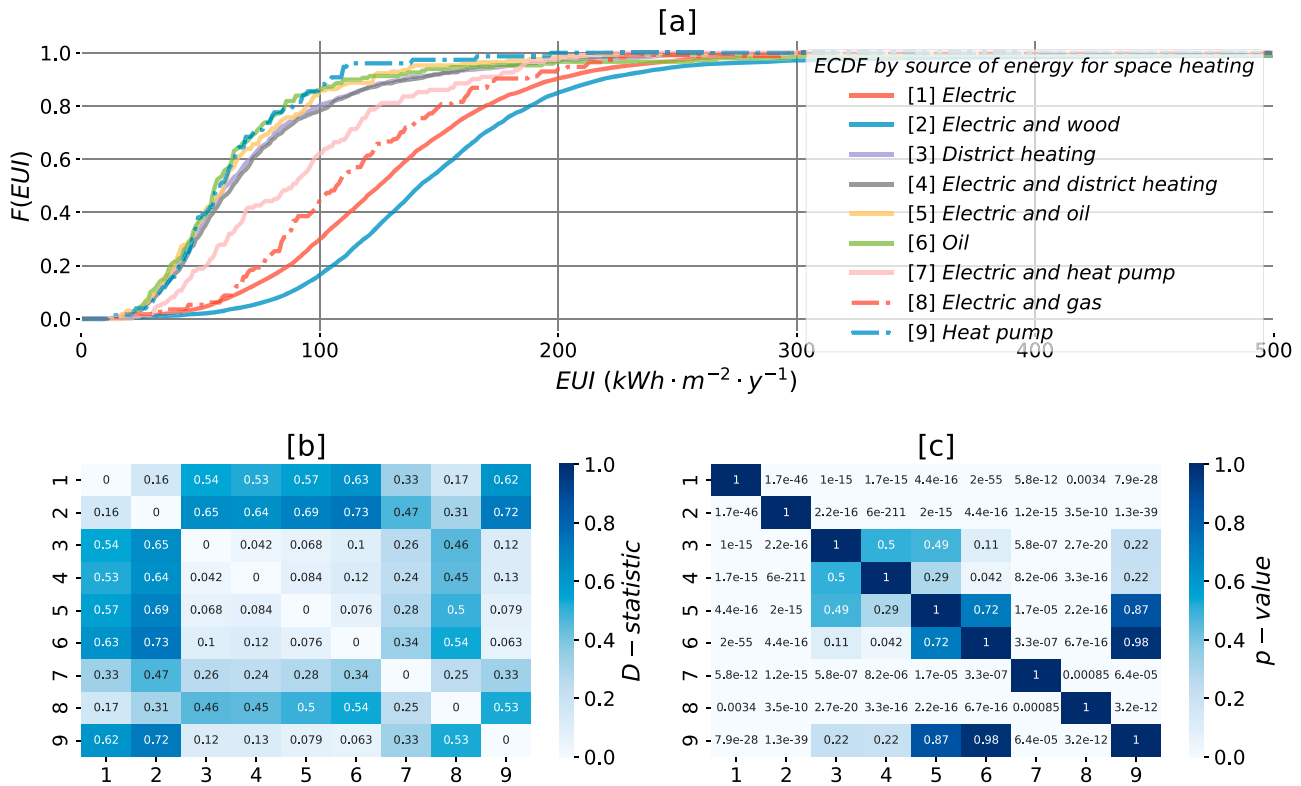 [a]
1.0
0.8
0.6
0.4
0.2
0.0
F(EUI)
ECDF by source of energy for space heating
[1] Electric
[2] Electric and wood
[3] District heating
[4] Electric and district heating
[5] Electric and oil
[6] Oil
[7] Electric and heat pump
[8] Electric and gas
[9] Heat pump
0 100 200 300 400 500
EUI (kWh · m⁻² · y⁻¹)
[b]
1 0 0.16 0.54 0.53 0.57 0.63 0.33 0.17 0.62
2 0.16 0 0.65 0.64 0.69 0.73 0.47 0.31 0.72
3 0.54 0.65 0 0.042 0.068 0.1 0.26 0.46 0.12
4 0.53 0.64 0.042 0 0.084 0.12 0.24 0.45 0.13
5 0.57 0.69 0.068 0.084 0 0.076 0.28 0.5 0.079
6 0.63 0.73 0.1 0.12 0.076 0 0.34 0.54 0.063
7 0.33 0.47 0.26 0.24 0.28 0.34 0 0.25 0.33
8 0.17 0.31 0.46 0.45 0.5 0.54 0.25 0 0.53
9 0.62 0.72 0.12 0.13 0.079 0.063 0.33 0.53 0
1 2 3 4 5 6 7 8 9
1.0
0.8
0.6
0.4
0.2
0.0
D − statistic
[c]
1 1 1.7e-46 1e-15 1.7e-15 4.4e-16 2e-55 5.8e-12 0.0034 7.9e-28
2 1.7e-46 1 2.2e-16 6e-211 2e-15 4.4e-16 1.2e-15 3.5e-10 1.3e-39
3 1e-15 2.2e-16 1 0.5 0.49 0.11 5.8e-07 2.7e-20 0.22
4 1.7e-15 6e-211 0.5 1 0.29 0.042 8.2e-06 3.3e-16 0.22
5 4.4e-16 2e-15 0.49 0.29 1 0.72 1.7e-05 2.2e-16 0.87
6 2e-55 4.4e-16 0.11 0.042 0.72 1 3.3e-07 6.7e-16 0.98
7 5.8e-12 1.2e-15 5.8e-07 8.2e-06 1.7e-05 3.3e-07 1 0.00085 6.4e-05
8 0.0034 3.5e-10 2.7e-20 3.3e-16 2.2e-16 6.7e-16 0.00085 1 3.2e-12
9 7.9e-28 1.3e-39 0.22 0.22 0.87 0.98 6.4e-05 3.2e-12 1
1 2 3 4 5 6 7 8 9
1.0
0.8
0.6
0.4
0.2
0.0
p − value